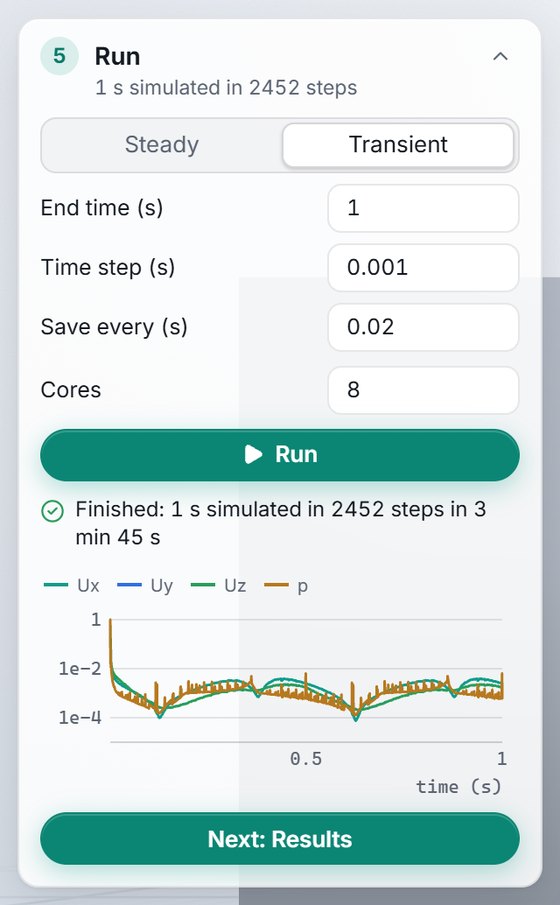 5 Run
1 s simulated in 2452 steps
Steady Transient
End time (s) 1
Time step (s) 0.001
Save every (s) 0.02
Cores 8
Run
Finished: 1 s simulated in 2452 steps in 3
min 45 s
Ux Uy Uz p
1
1e−2
1e−4
0.5 1
time (s)
Next: Results